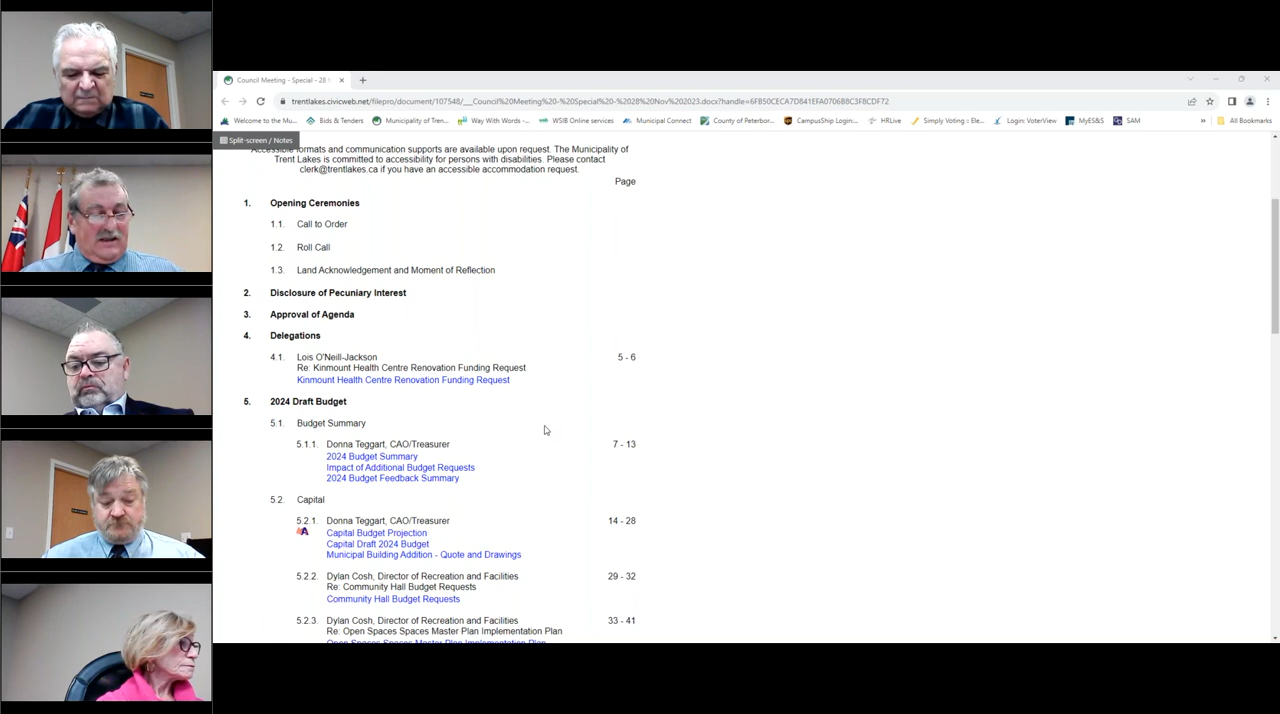 Council Meeting - Special - 28
trentlakes.civicweb.net/filepro/document/107548/__Council%20Meeting%20-%20Special%20-%2028%20Nov%202023.docx?handle=6FB50CECA7D841EFA0706B8C3F8CDF72
Welcome to the Mu... Bids & Tenders Municipality of Tren... Way With Words -... WSIB Online services Municipal Connect County of Peterbor... CampusShip Login:... HRLive Simply Voting : Ele... Login: VoterView MyES&S SAM » All Bookmarks
Split-screen / Notes
Accessible formats and communication supports are available upon request. The Municipality of
Trent Lakes is committed to accessibility for persons with disabilities. Please contact
clerk@trentlakes.ca if you have an accessible accommodation request.
Page
1. Opening Ceremonies
1.1. Call to Order
1.2. Roll Call
1.3. Land Acknowledgement and Moment of Reflection
2. Disclosure of Pecuniary Interest
3. Approval of Agenda
4. Delegations
4.1. Lois O'Neill-Jackson 5 - 6
Re: Kinmount Health Centre Renovation Funding Request
Kinmount Health Centre Renovation Funding Request
5. 2024 Draft Budget
5.1. Budget Summary
5.1.1. Donna Teggart, CAO/Treasurer 7 - 13
2024 Budget Summary
Impact of Additional Budget Requests
2024 Budget Feedback Summary
5.2. Capital
5.2.1. Donna Teggart, CAO/Treasurer 14 - 28
Capital Budget Projection
Capital Draft 2024 Budget
Municipal Building Addition - Quote and Drawings
5.2.2. Dylan Cosh, Director of Recreation and Facilities 29 - 32
Re: Community Hall Budget Requests
Community Hall Budget Requests
5.2.3. Dylan Cosh, Director of Recreation and Facilities 33 - 41
Re: Open Spaces Spaces Master Plan Implementation Plan
Open Spaces Spaces Master Plan Implementation Plan